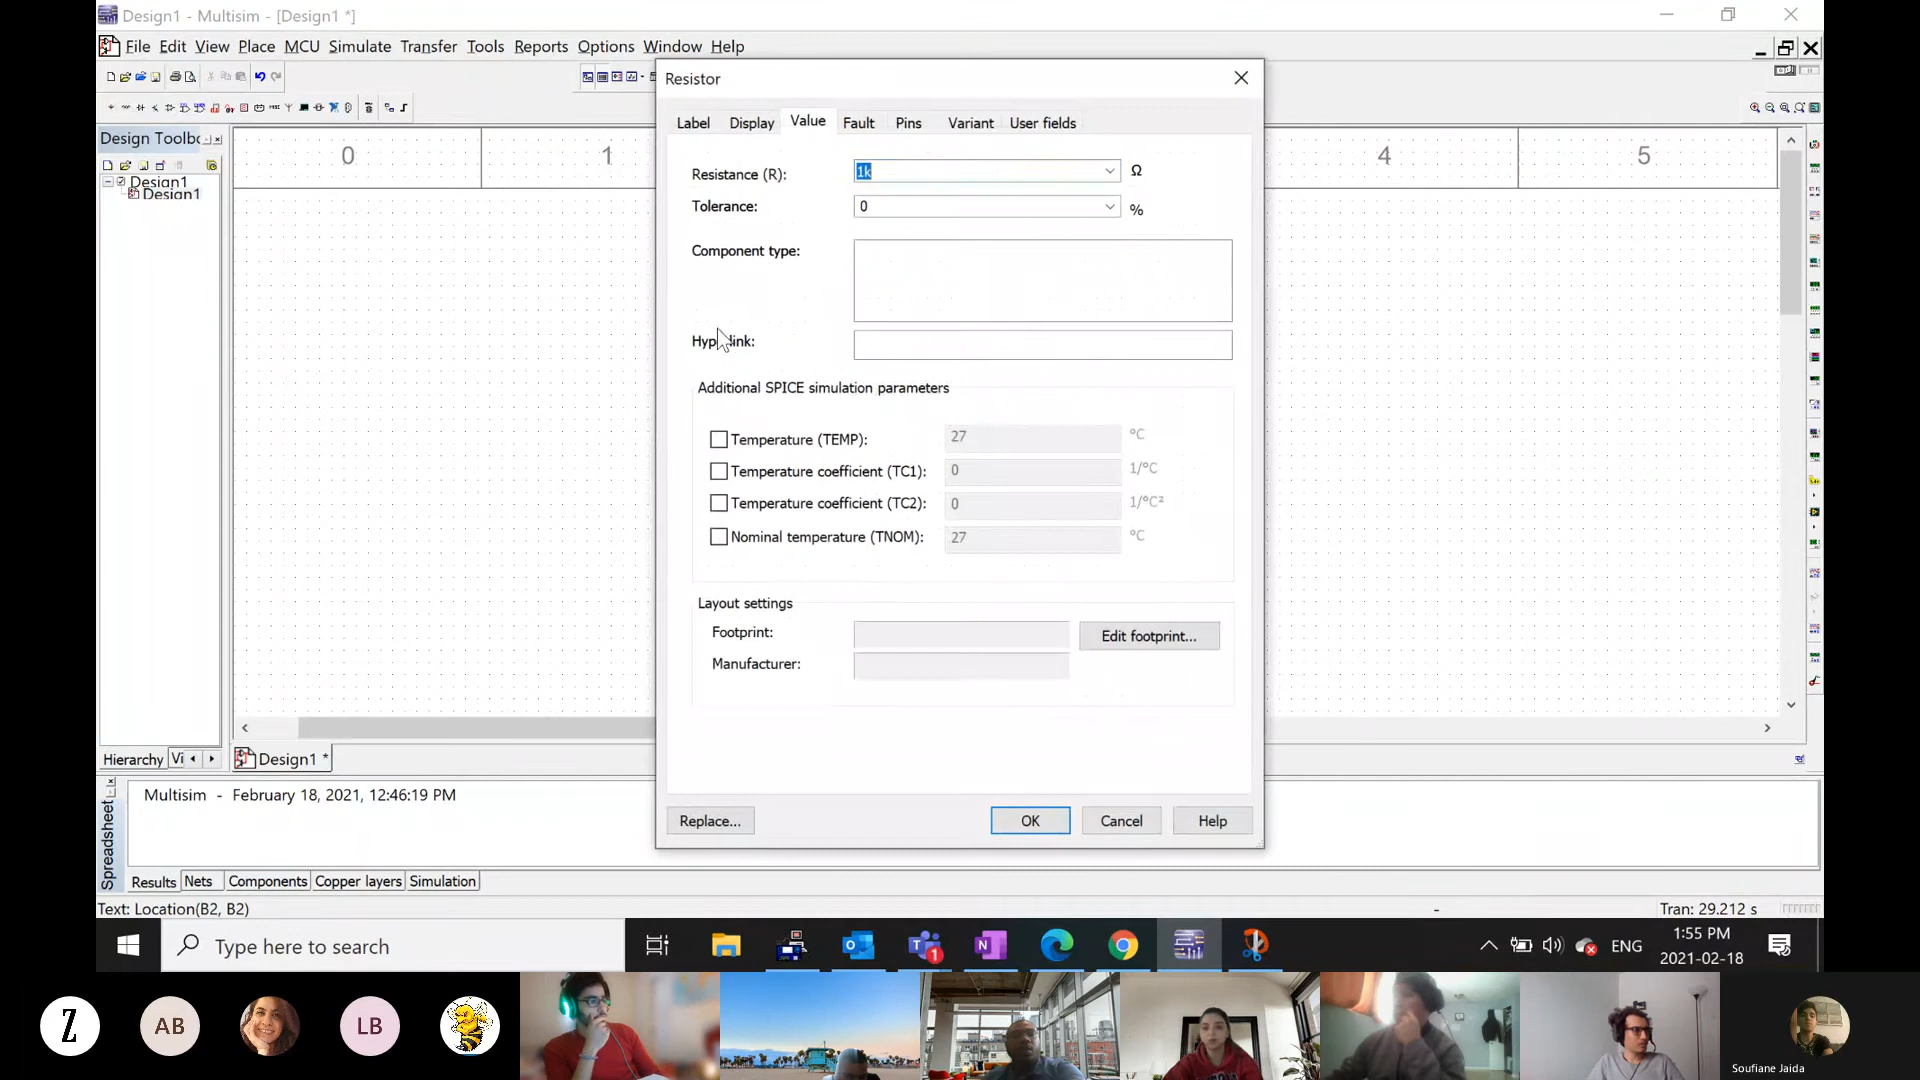 Design1 - Multisim - [Design1 *]
File Edit View Place MCU Simulate Transfer Tools Reports Options Window Help
Resistor
Label Display Value Fault Pins Variant User fields
Design Toolbo
0 1 4 5
Design1
Design1
Resistance (R): 1k Ω
Tolerance: 0 %
Component type:
Hyp link:
Additional SPICE simulation parameters
Temperature (TEMP): 27 °C
Temperature coefficient (TC1): 0 1/°C
Temperature coefficient (TC2): 0 1/°C²
Nominal temperature (TNOM): 27 °C
Layout settings
Footprint: Edit footprint...
Manufacturer:
Hierarchy Vi Design1 *
Replace... OK Cancel Help
Multisim - February 18, 2021, 12:46:19 PM
Spreadsheet
Results Nets Components Copper layers Simulation
Text: Location(B2, B2) - Tran: 29.212 s
Type here to search 1 ENG 1:55 PM
2021-02-18
Z AB LB
Soufiane Jaida